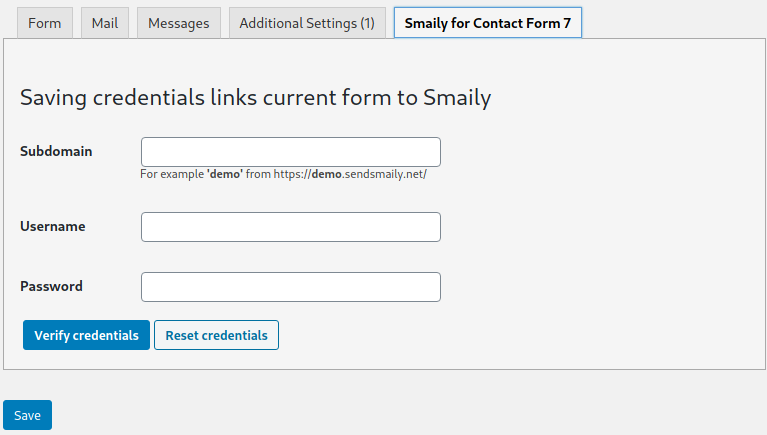 Form Mail Messages Additional Settings (1) Smaily for Contact Form 7
Saving credentials links current form to Smaily
Subdomain
For example 'demo' from https://demo.sendsmaily.net/
Username
Password
Verify credentials Reset credentials
Save